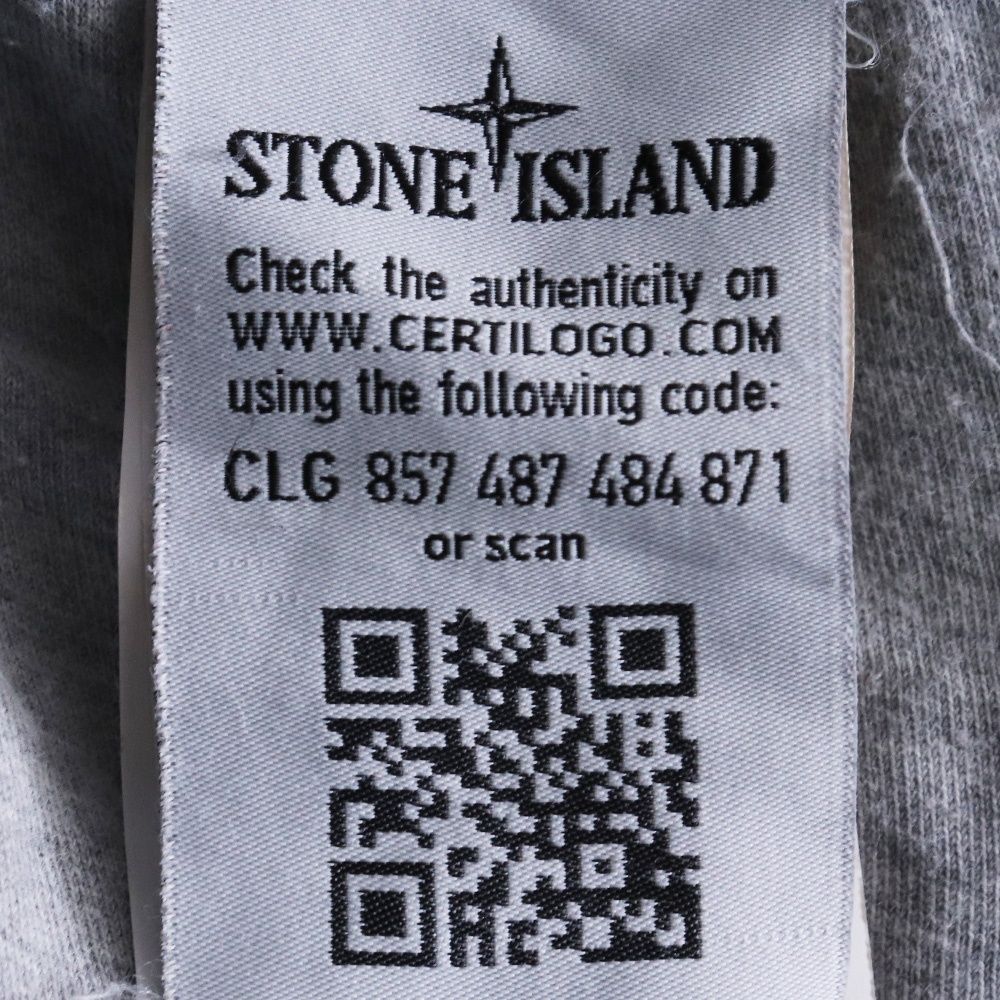 STONE ISLAND
Check the authenticity on
WWW.CERTILOGO.COM
using the following code:
CLG 857 487 484 871
or scan